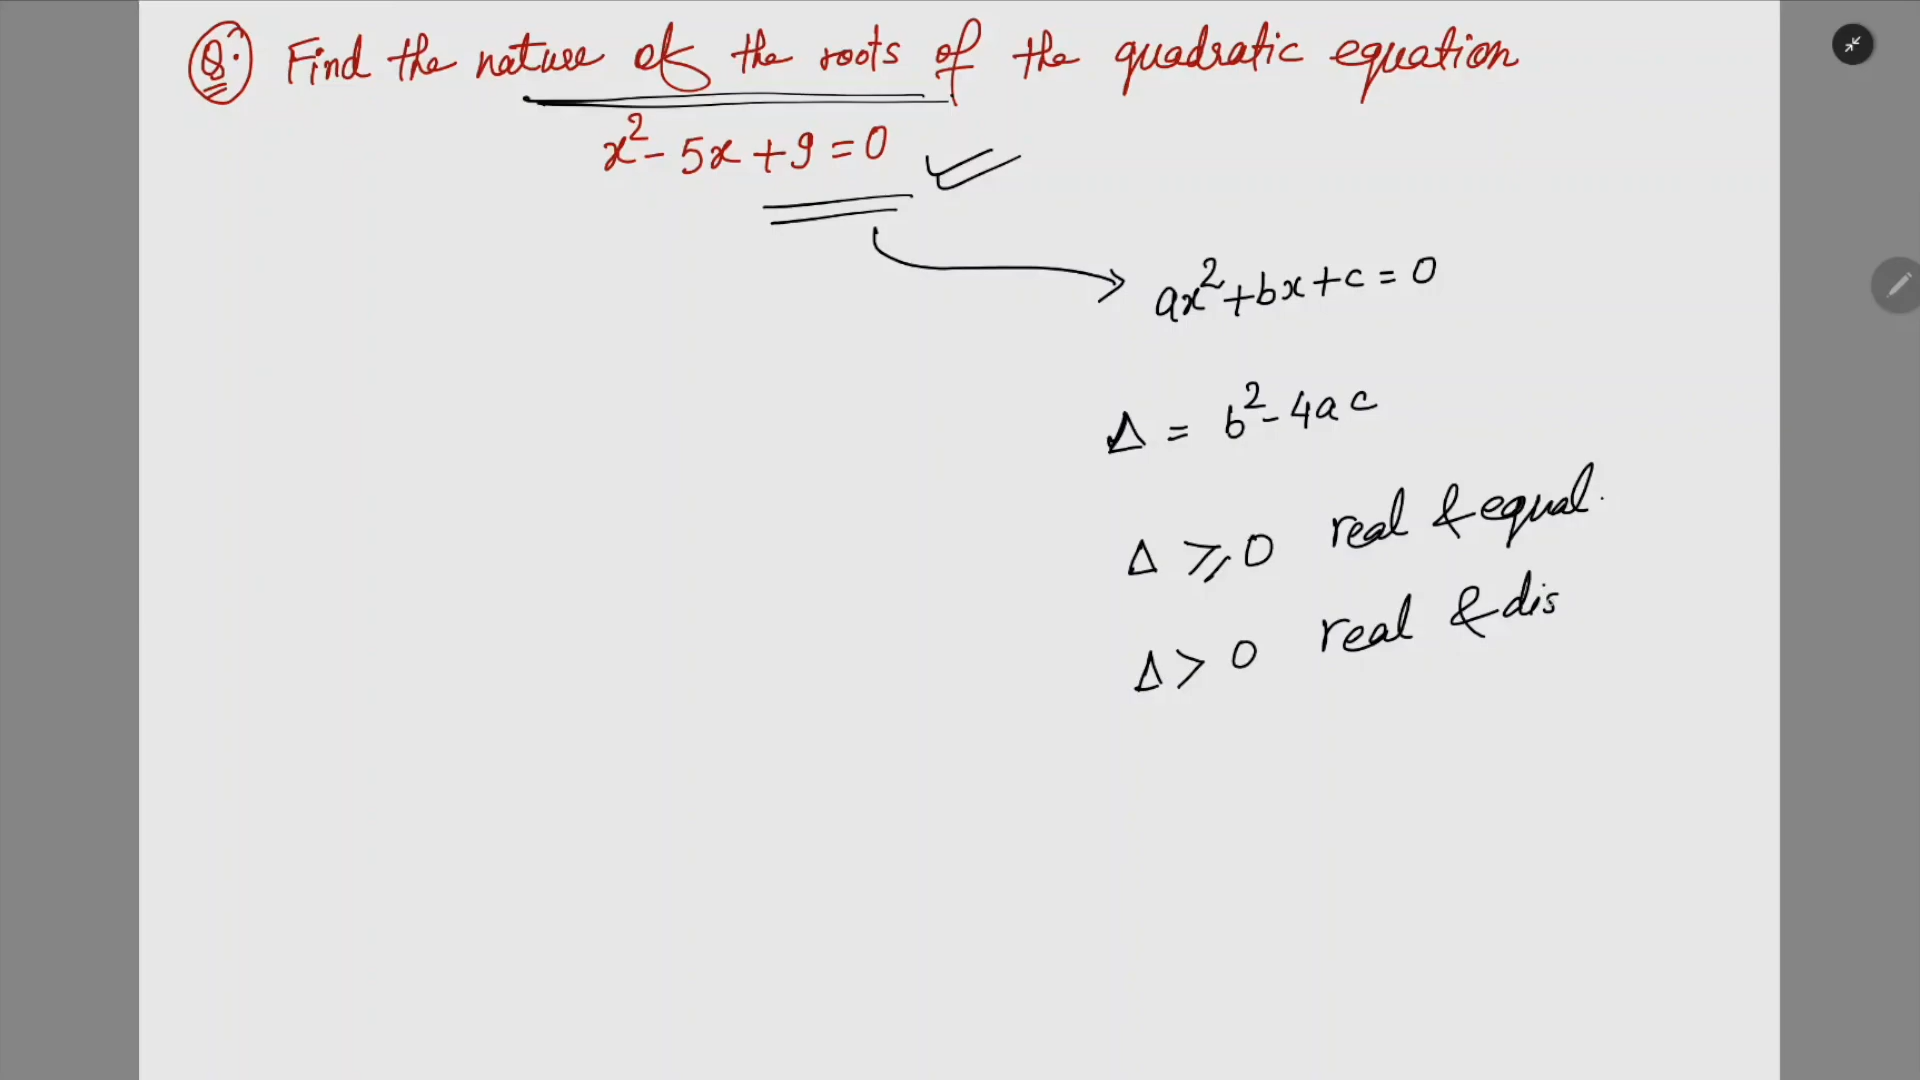 Q. Find the nature of the roots of the quadratic equation
x² - 5x + 9 = 0
ax² + bx + c = 0
Δ = b² - 4ac
Δ ⩾ 0 real & equal.
Δ > 0 real & dis